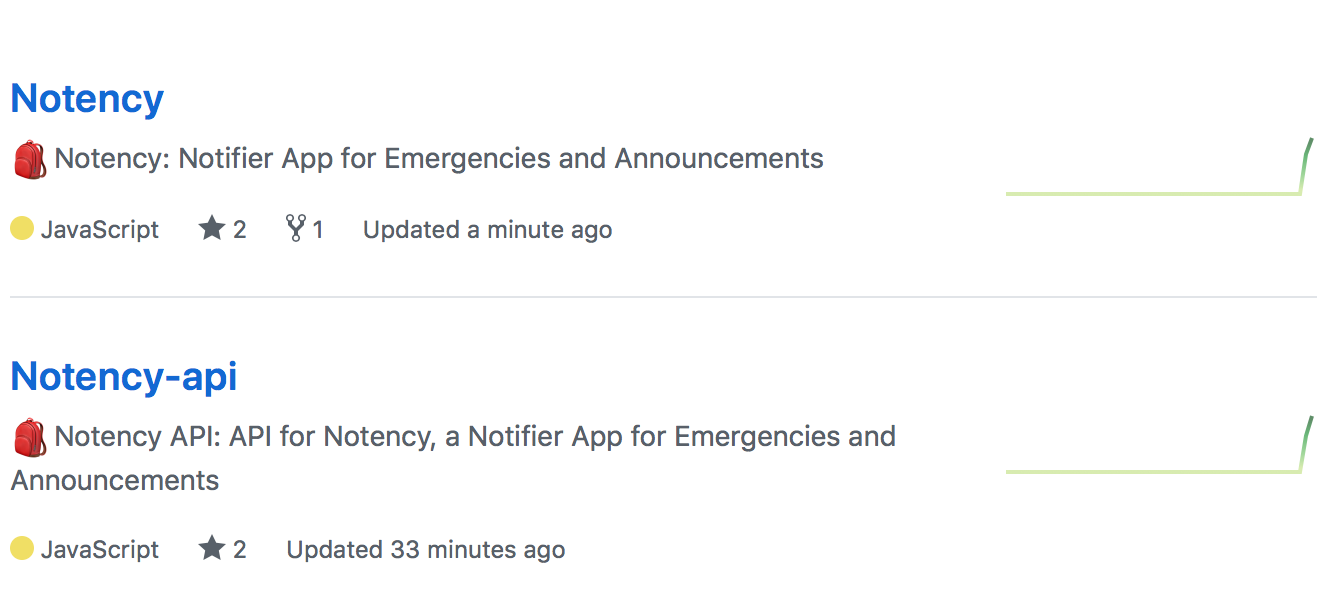 Notency
🎒 Notency: Notifier App for Emergencies and Announcements
JavaScript 2 1 Updated a minute ago
Notency-api
🎒 Notency API: API for Notency, a Notifier App for Emergencies and
Announcements
JavaScript 2 Updated 33 minutes ago